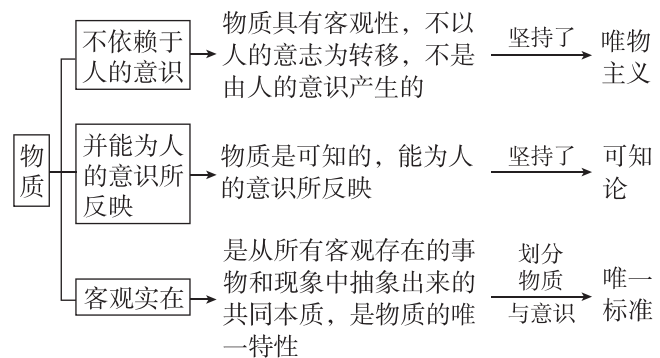 物
质
不依赖于
人的意识
物质具有客观性，不以
人的意志为转移，不是
由人的意识产生的
坚持了
唯物
主义
并能为人
的意识所
反映
物质是可知的，能为人
的意识所反映
坚持了
可知
论
客观实在
是从所有客观存在的事
物和现象中抽象出来的
共同本质，是物质的唯
一特性
划分
物质
与意识
唯一
标准